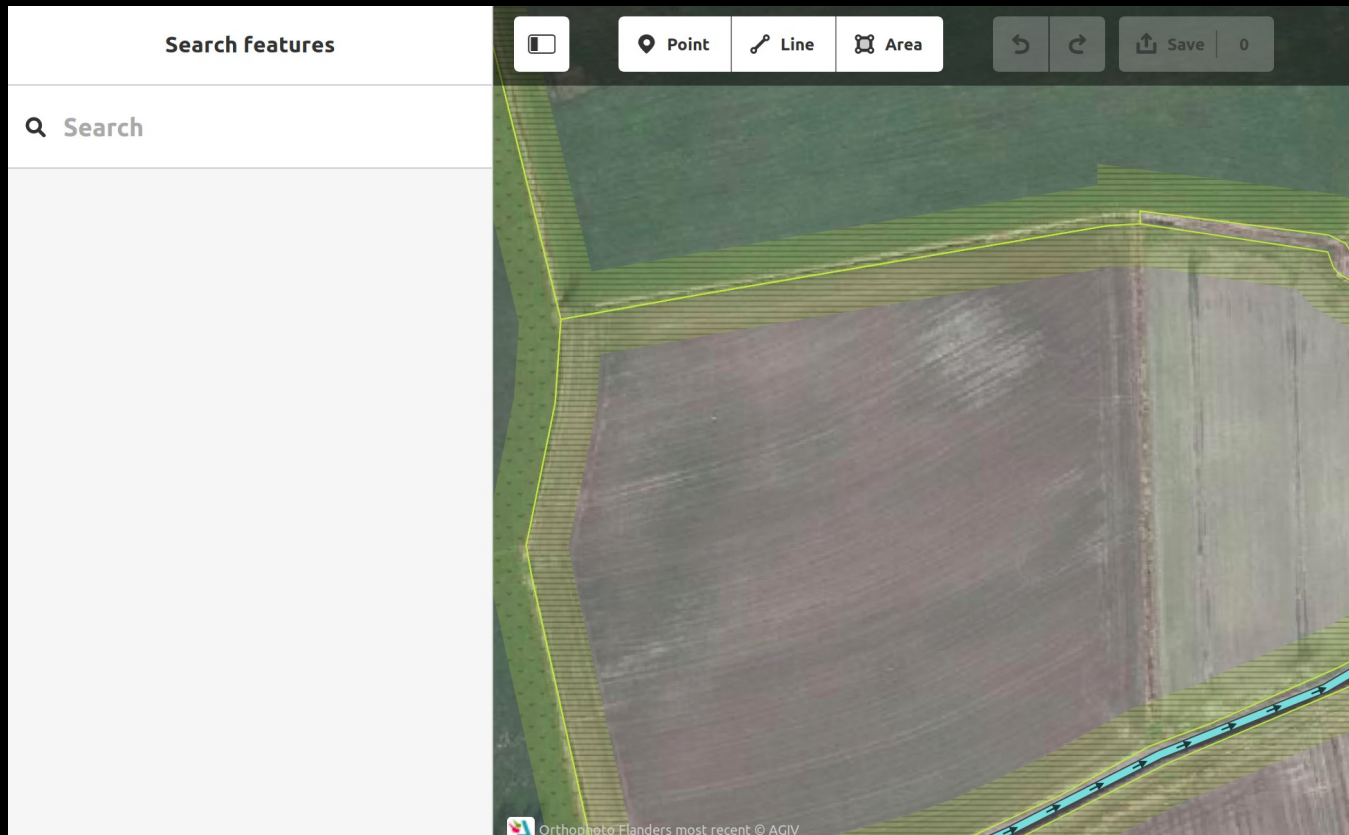 Search features
Point
Line
Area
Save 0
Search
Orthophoto Flanders most recent © AGIV